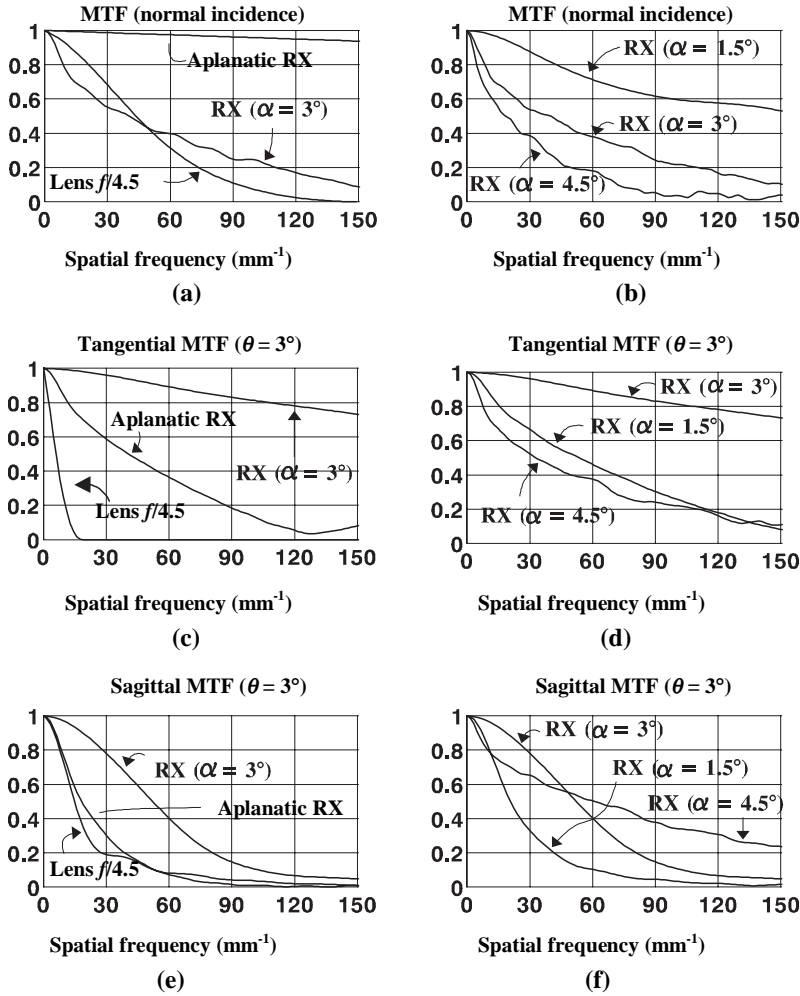 MTF (normal incidence)
1
0.8
0.6
0.4
0.2
0
Aplanatic RX
RX (α = 3°)
Lens f/4.5
0 30 60 90 120 150
Spatial frequency (mm⁻¹)
(a)
MTF (normal incidence)
1
0.8
0.6
0.4
0.2
0
RX (α = 1.5°)
RX (α = 3°)
RX (α = 4.5°)
0 30 60 90 120 150
Spatial frequency (mm⁻¹)
(b)
Tangential MTF (θ = 3°)
1
0.8
0.6
0.4
0.2
0
Aplanatic RX
RX (α = 3°)
Lens f/4.5
0 30 60 90 120 150
Spatial frequency (mm⁻¹)
(c)
Tangential MTF (θ = 3°)
1
0.8
0.6
0.4
0.2
0
RX (α = 3°)
RX (α = 1.5°)
RX (α = 4.5°)
0 30 60 90 120 150
Spatial frequency (mm⁻¹)
(d)
Sagittal MTF (θ = 3°)
1
0.8
0.6
0.4
0.2
0
RX (α = 3°)
Aplanatic RX
Lens f/4.5
0 30 60 90 120 150
Spatial frequency (mm⁻¹)
(e)
Sagittal MTF (θ = 3°)
1
0.8
0.6
0.4
0.2
0
RX (α = 3°)
RX (α = 1.5°)
RX (α = 4.5°)
0 30 60 90 120 150
Spatial frequency (mm⁻¹)
(f)